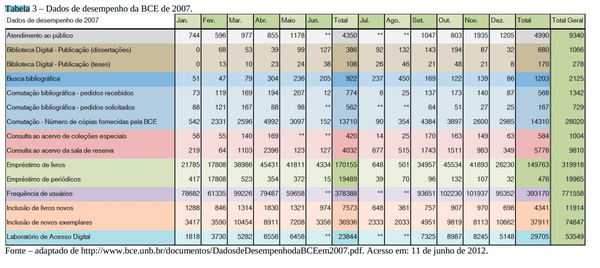 Tabela 3 – Dados de desempenho da BCE de 2007.
Dados de desempenho de 2007 Jan. Fev. Mar. Abr. Maio Jun. Total Jul. Ago. Set. Out. Nov. Dez. Total Total Geral
Atendimento ao público 744 596 977 855 1178 ** 4350 ** ** 1047 803 1935 1205 4990 9340
Biblioteca Digital - Publicação (dissertações) 0 68 53 39 99 127 386 92 132 143 194 87 32 680 1066
Biblioteca Digital - Publicação (teses) 0 13 10 23 24 38 108 26 46 21 48 21 8 170 278
Busca bibliográfica 51 47 79 304 236 205 922 237 450 169 122 139 86 1203 2125
Comutação bibliográfica - pedidos recebidos 73 119 169 194 207 12 774 6 25 137 173 140 87 568 1342
Comutação bibliográfica - pedidos solicitados 88 121 167 88 98 ** 562 ** ** 64 51 27 25 167 729
Comutação - Número de cópias fornecidas pela BCE 542 2331 2596 4992 3097 152 13710 90 354 4384 3897 2600 2985 14310 28020
Consulta ao acervo de coleções especiais 56 55 140 169 ** ** 420 14 25 170 163 149 63 584 1004
Consulta ao acervo da sala de reserva 219 64 1103 2396 123 127 4032 677 515 1743 1511 983 349 5778 9810
Empréstimo de livros 21785 17808 38986 45431 41811 4334 170155 648 501 34957 45534 41893 26230 149763 319918
Empréstimo de periódicos 417 17808 523 354 372 15 19489 39 70 96 132 107 32 476 19965
Frequência de usuários 78682 61335 99226 79487 59658 ** 378388 ** ** 93651 102230 101937 95352 393170 771558
Inclusão de livros novos 1288 846 1314 1830 1321 974 7573 648 361 757 907 970 698 4341 11914
Inclusão de novos exemplares 3417 3590 10454 8911 7208 3356 36936 2333 2033 4951 9819 8113 10662 37911 74847
Laboratório de Acesso Digital 1818 3730 5282 6556 6458 ** 23844 ** ** 7325 8987 8245 5148 29705 53549
Fonte – adaptado de http://www.bce.unb.br/documentos/DadosdeDesempenhodaBCEem2007.pdf. Acesso em: 11 de junho de 2012.